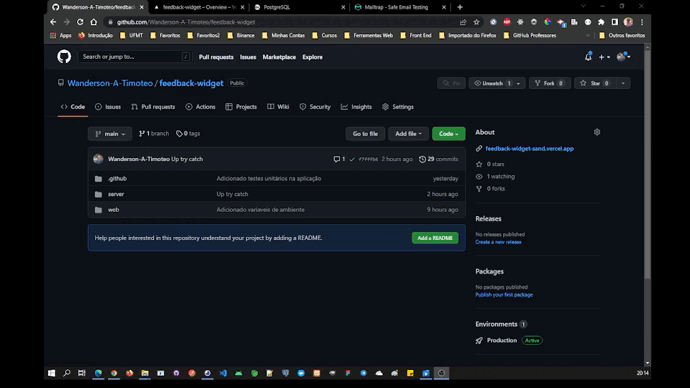 Wanderson-A-Timoteo/feedback
feedback-widget – Overview –
PostgreSQL
Mailtrap - Safe Email Testing
github.com/Wanderson-A-Timoteo/feedback-widget
Apps
Introdução
UFMT
Favoritos
Favoritos2
Binance
Minhas Contas
Cursos
Ferramentas Web
Front End
Importado do Firefox
GitHub Professores
Outros favoritos
Search or jump to...
/
Pull requests
Issues
Marketplace
Explore
Wanderson-A-Timoteo / feedback-widget
Public
Pin
Unwatch 1
Fork 0
Star 0
Code
Issues
Pull requests
Actions
Projects
Wiki
Security
Insights
Settings
main
1 branch
0 tags
Go to file
Add file
Code
Wanderson-A-Timoteo Up try catch
1
2 hours ago
29 commits
.github
Adicionado testes unitários na aplicação
yesterday
server
Up try catch
2 hours ago
web
Adicionado variaveis de ambiente
9 hours ago
Help people interested in this repository understand your project by adding a README.
Add a README
About
feedback-widget-sand.vercel.app
0 stars
1 watching
0 forks
Releases
No releases published
Create a new release
Packages
No packages published
Publish your first package
Environments 1
Production
Active
20:14